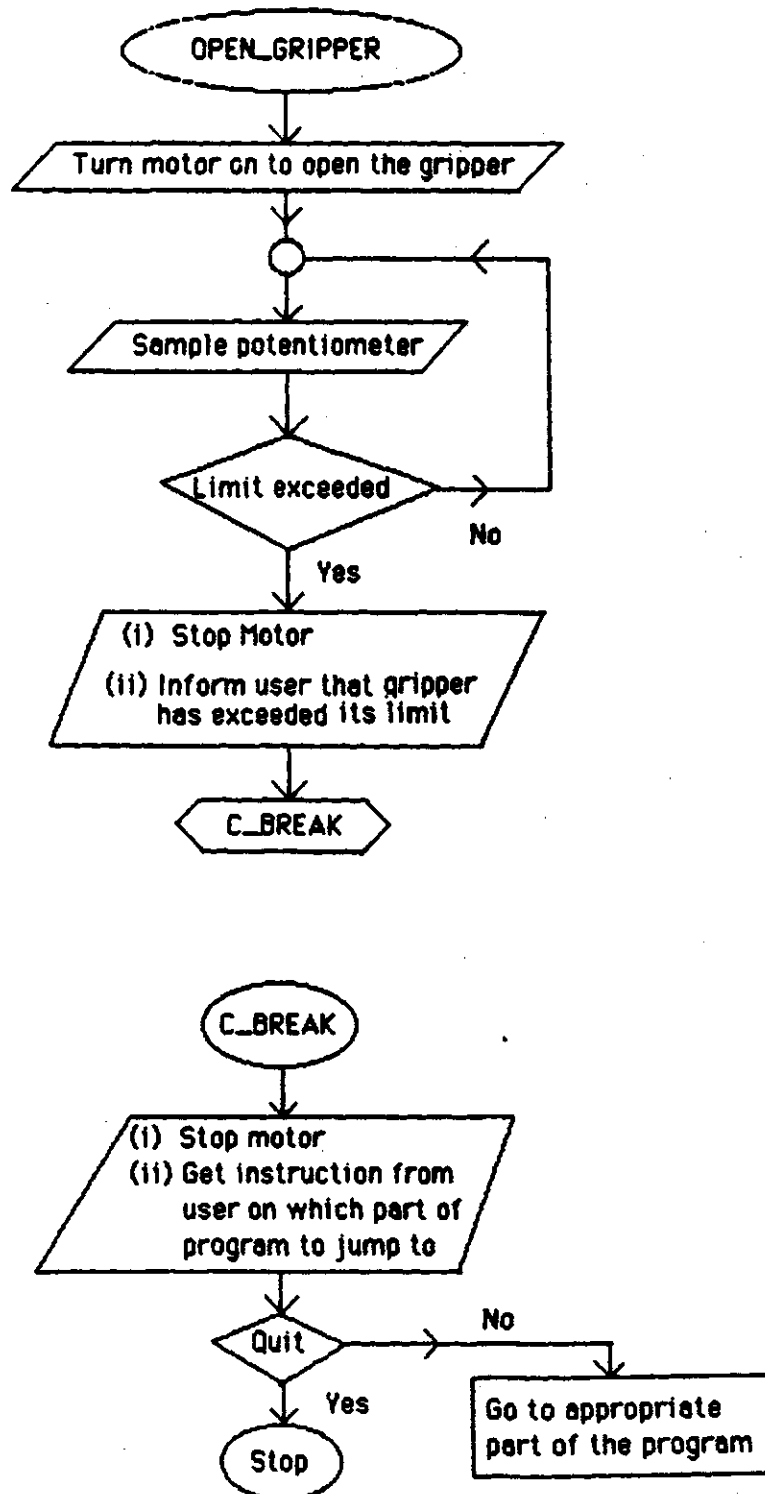 OPEN_GRIPPER
Turn motor on to open the gripper
Sample potentiometer
Limit exceeded
No
Yes
(i) Stop Motor
(ii) Inform user that gripper
has exceeded its limit
C_BREAK
C_BREAK
(i) Stop motor
(ii) Get instruction from
user on which part of
program to jump to
Quit
No
Yes
Go to appropriate
part of the program
Stop